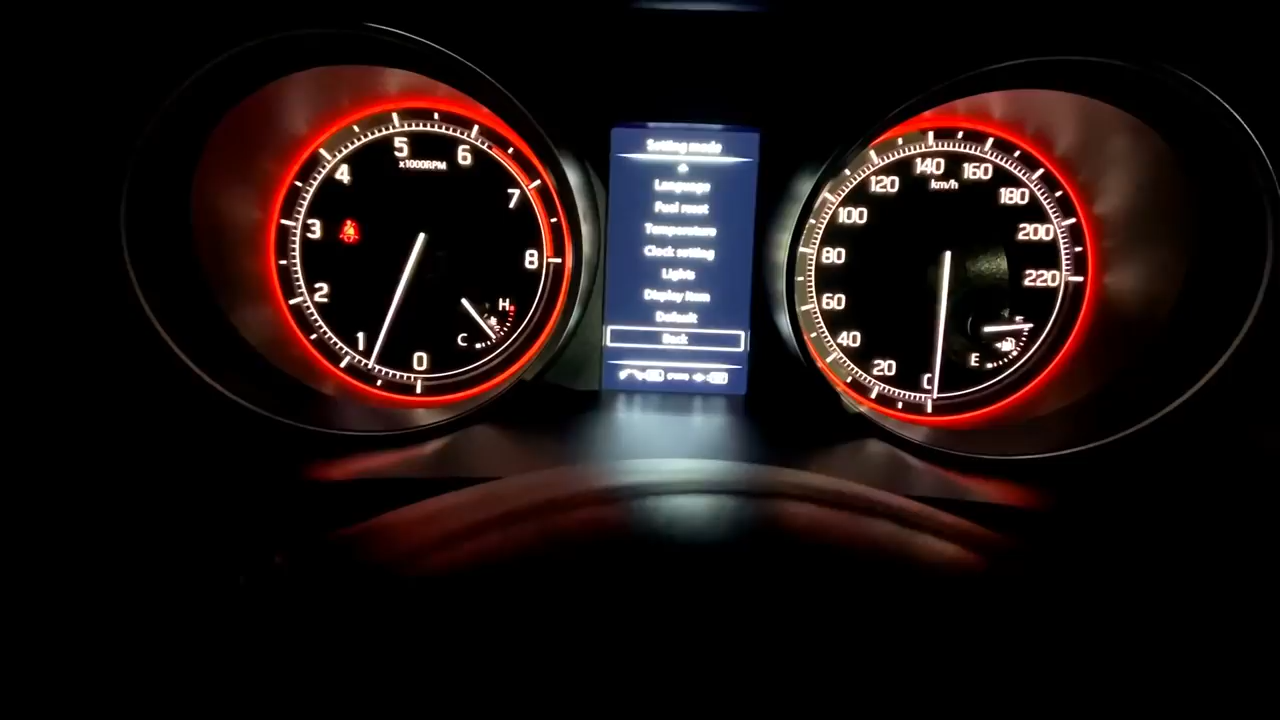 0
1
2
3
4
5
6
7
8
x1000RPM
C
H
Setting mode
Language
Fuel reset
Temperature
Clock setting
Lights
Display item
Default
Back
0
20
40
60
80
100
120
140
160
180
200
220
km/h
E